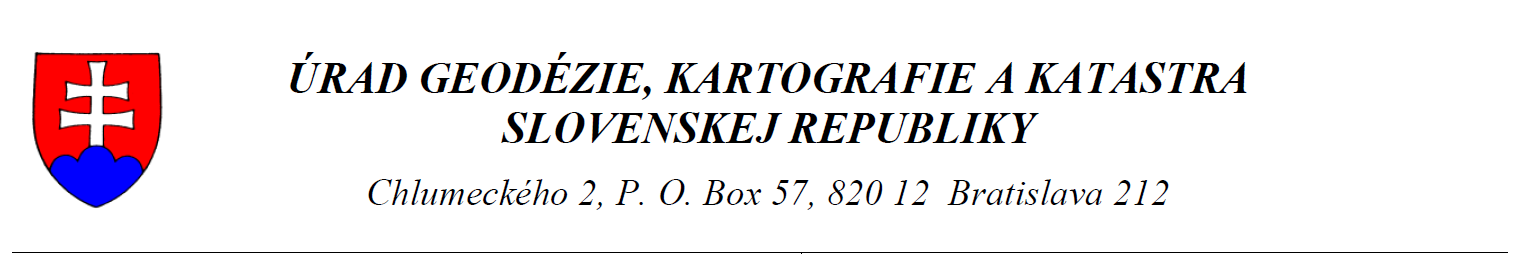 ÚRAD GEODÉZIE, KARTOGRAFIE A KATASTRA
SLOVENSKEJ REPUBLIKY
Chlumeckého 2, P. O. Box 57, 820 12 Bratislava 212